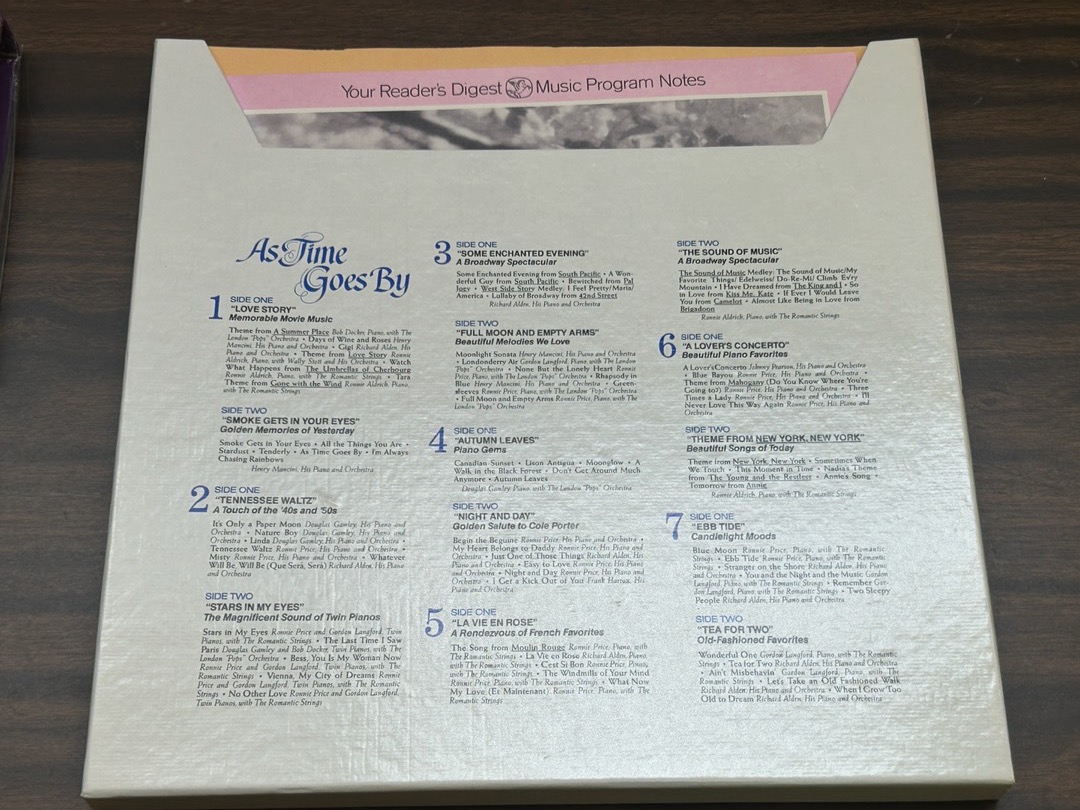 Your Reader's Digest Music Program Notes
As Time
Goes By
1 SIDE ONE
"LOVE STORY"
Memorable Movie Music
Theme from A Summer Place Bob Docker, Piano, with The
London "Pops" Orchestra • Days of Wine and Roses Henry
Mancini, His Piano and Orchestra • Gigi Richard Alden, His
Piano and Orchestra • Theme from Love Story Ronnie
Aldrich, Piano, with Wally Stott and His Orchestra • Watch
What Happens from The Umbrellas of Cherbourg
Ronnie Aldrich, Piano, with The Romantic Strings • Tara
Theme from Gone with the Wind Ronnie Aldrich, Piano,
with The Romantic Strings
SIDE TWO
"SMOKE GETS IN YOUR EYES"
Golden Memories of Yesterday
Smoke Gets in Your Eyes • All the Things You Are •
Stardust • Tenderly • As Time Goes By • I'm Always
Chasing Rainbows
Henry Mancini, His Piano and Orchestra
2 SIDE ONE
"TENNESSEE WALTZ"
A Touch of the '40s and '50s
It's Only a Paper Moon Douglas Gamley, His Piano and
Orchestra • Nature Boy Douglas Gamley, His Piano and
Orchestra • Linda Douglas Gamley, His Piano and Orchestra •
Tennessee Waltz Ronnie Price, His Piano and Orchestra •
Misty Ronnie Price, His Piano and Orchestra • Whatever
Will Be, Will Be (Que Será, Será) Richard Alden, His Piano
and Orchestra
SIDE TWO
"STARS IN MY EYES"
The Magnificent Sound of Twin Pianos
Stars in My Eyes Ronnie Price and Gordon Langford, Twin
Pianos, with The Romantic Strings • The Last Time I Saw
Paris Douglas Gamley and Bob Docker, Twin Pianos, with The
London "Pops" Orchestra • Bess, You Is My Woman Now
Ronnie Price and Gordon Langford, Twin Pianos, with The
Romantic Strings • Vienna, My City of Dreams Ronnie
Price and Gordon Langford, Twin Pianos, with The Romantic
Strings • No Other Love Ronnie Price and Gordon Langford,
Twin Pianos, with The Romantic Strings
3 SIDE ONE
"SOME ENCHANTED EVENING"
A Broadway Spectacular
Some Enchanted Evening from South Pacific • A Won-
derful Guy from South Pacific • Bewitched from Pal
Joey • West Side Story Medley: I Feel Pretty/Maria/
America • Lullaby of Broadway from 42nd Street
Richard Alden, His Piano and Orchestra
SIDE TWO
"FULL MOON AND EMPTY ARMS"
Beautiful Melodies We Love
Moonlight Sonata Henry Mancini, His Piano and Orchestra
• Londonderry Air Gordon Langford, Piano, with The London
"Pops" Orchestra • None But the Lonely Heart Ronnie
Price, Piano, with The London "Pops" Orchestra • Rhapsody in
Blue Henry Mancini, His Piano and Orchestra • Green-
sleeves Ronnie Price, Piano, with The London "Pops" Orchestra
• Full Moon and Empty Arms Ronnie Price, Piano, with The
London "Pops" Orchestra
4 SIDE ONE
"AUTUMN LEAVES"
Piano Gems
Canadian Sunset • Lisbon Antigua • Moonglow • A
Walk in the Black Forest • Don't Get Around Much
Anymore • Autumn Leaves
Douglas Gamley, Piano, with The London "Pops" Orchestra
SIDE TWO
"NIGHT AND DAY"
Golden Salute to Cole Porter
Begin the Beguine Ronnie Price, His Piano and Orchestra •
My Heart Belongs to Daddy Ronnie Price, His Piano and
Orchestra • Just One of Those Things Richard Alden, His
Piano and Orchestra • Easy to Love Ronnie Price, His Piano
and Orchestra • Night and Day Ronnie Price, His Piano and
Orchestra • I Get a Kick Out of You Frank Harlow, His
Piano and Orchestra
5 SIDE ONE
"LA VIE EN ROSE"
A Rendezvous of French Favorites
The Song from Moulin Rouge Ronnie Price, Piano, with
The Romantic Strings • La Vie en Rose Richard Alden, Piano,
with The Romantic Strings • C'est Si Bon Ronnie Price, Piano,
with The Romantic Strings • The Windmills of Your Mind
Ronnie Price, Piano, with The Romantic Strings • What Now
My Love (Et Maintenant) Ronnie Price, Piano, with The
Romantic Strings
SIDE TWO
"THE SOUND OF MUSIC"
A Broadway Spectacular
The Sound of Music Medley: The Sound of Music/My
Favorite Things/ Edelweiss/ Do-Re-Mi/ Climb Ev'ry
Mountain • I Have Dreamed from The King and I • So
in Love from Kiss Me, Kate • If Ever I Would Leave
You from Camelot • Almost Like Being in Love from
Brigadoon
Ronnie Aldrich, Piano, with The Romantic Strings
6 SIDE ONE
"A LOVER'S CONCERTO"
Beautiful Piano Favorites
A Lover's Concerto Johnny Pearson, His Piano and Orchestra
• Blue Bayou Ronnie Price, His Piano and Orchestra •
Theme from Mahogany (Do You Know Where You're
Going to?) Ronnie Price, His Piano and Orchestra • Three
Times a Lady Ronnie Price, His Piano and Orchestra • I'll
Never Love This Way Again Ronnie Price, His Piano and
Orchestra
SIDE TWO
"THEME FROM NEW YORK, NEW YORK"
Beautiful Songs of Today
Theme from New York, New York • Sometimes When
We Touch • This Moment in Time • Nadia's Theme
from The Young and the Restless • Annie's Song •
Tomorrow from Annie
Ronnie Aldrich, Piano, with The Romantic Strings
7 SIDE ONE
"EBB TIDE"
Candlelight Moods
Blue Moon Ronnie Price, Piano, with The Romantic
Strings • Ebb Tide Ronnie Price, Piano, with The Romantic
Strings • Stranger on the Shore Richard Alden, His Piano
and Orchestra • You and the Night and the Music Gordon
Langford, Piano, with The Romantic Strings • Remember Gor-
don Langford, Piano, with The Romantic Strings • Two Sleepy
People Richard Alden, His Piano and Orchestra
SIDE TWO
"TEA FOR TWO"
Old-Fashioned Favorites
Wonderful One Gordon Langford, Piano, with The Romantic
Strings • Tea for Two Richard Alden, His Piano and Orchestra
• Ain't Misbehavin' Gordon Langford, Piano, with The
Romantic Strings • Let's Take an Old Fashioned Walk
Richard Alden, His Piano and Orchestra • When I Grow Too
Old to Dream Richard Alden, His Piano and Orchestra